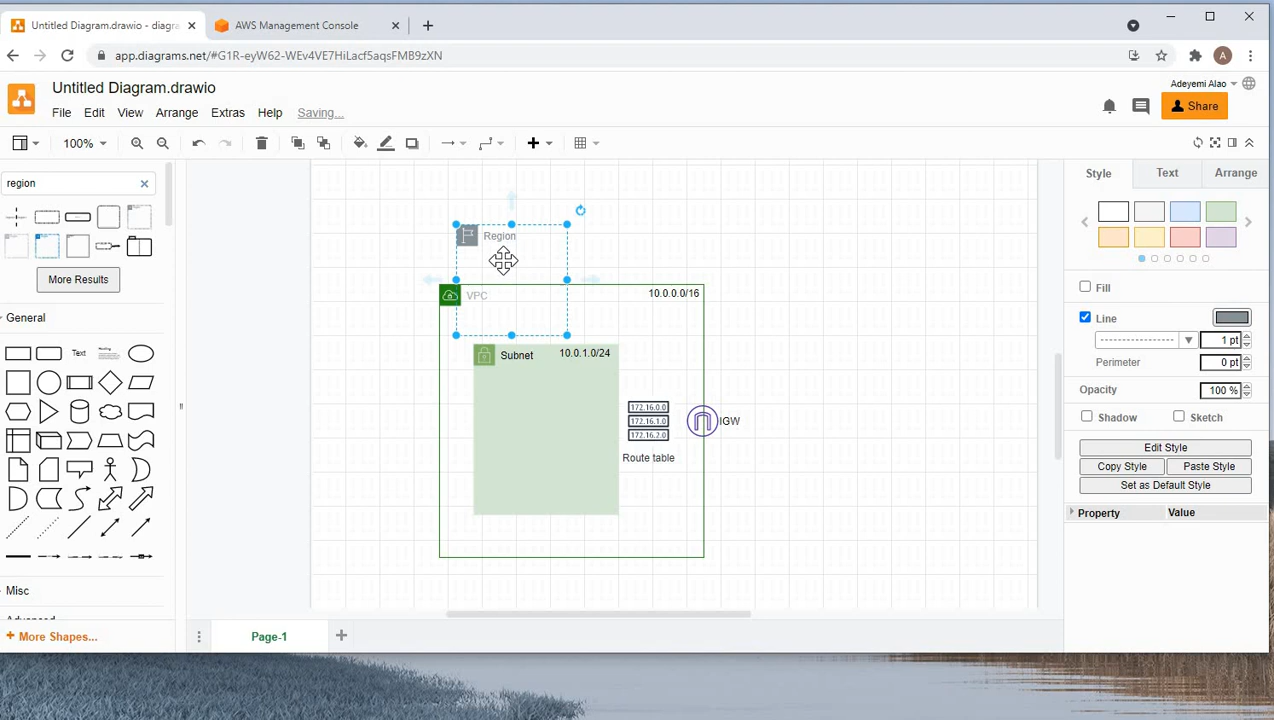 Untitled Diagram.drawio - diagra
AWS Management Console
app.diagrams.net/#G1R-eyW62-WEv4VE7HiLacf5aqsFMB9zXN
A
Untitled Diagram.drawio
Adeyemi Alao
File Edit View Arrange Extras Help Saving...
Share
100%
region
Style Text Arrange
Region
More Results
VPC
10.0.0.0/16
Fill
General
Line
1 pt
Text
Heading
Subnet
10.0.1.0/24
Perimeter
0 pt
Opacity
100 %
172.16.0.0
172.16.1.0
172.16.2.0
IGW
Shadow
Sketch
Edit Style
Route table
Copy Style
Paste Style
Set as Default Style
Property
Value
Misc
Advanced
+ More Shapes...
Page-1